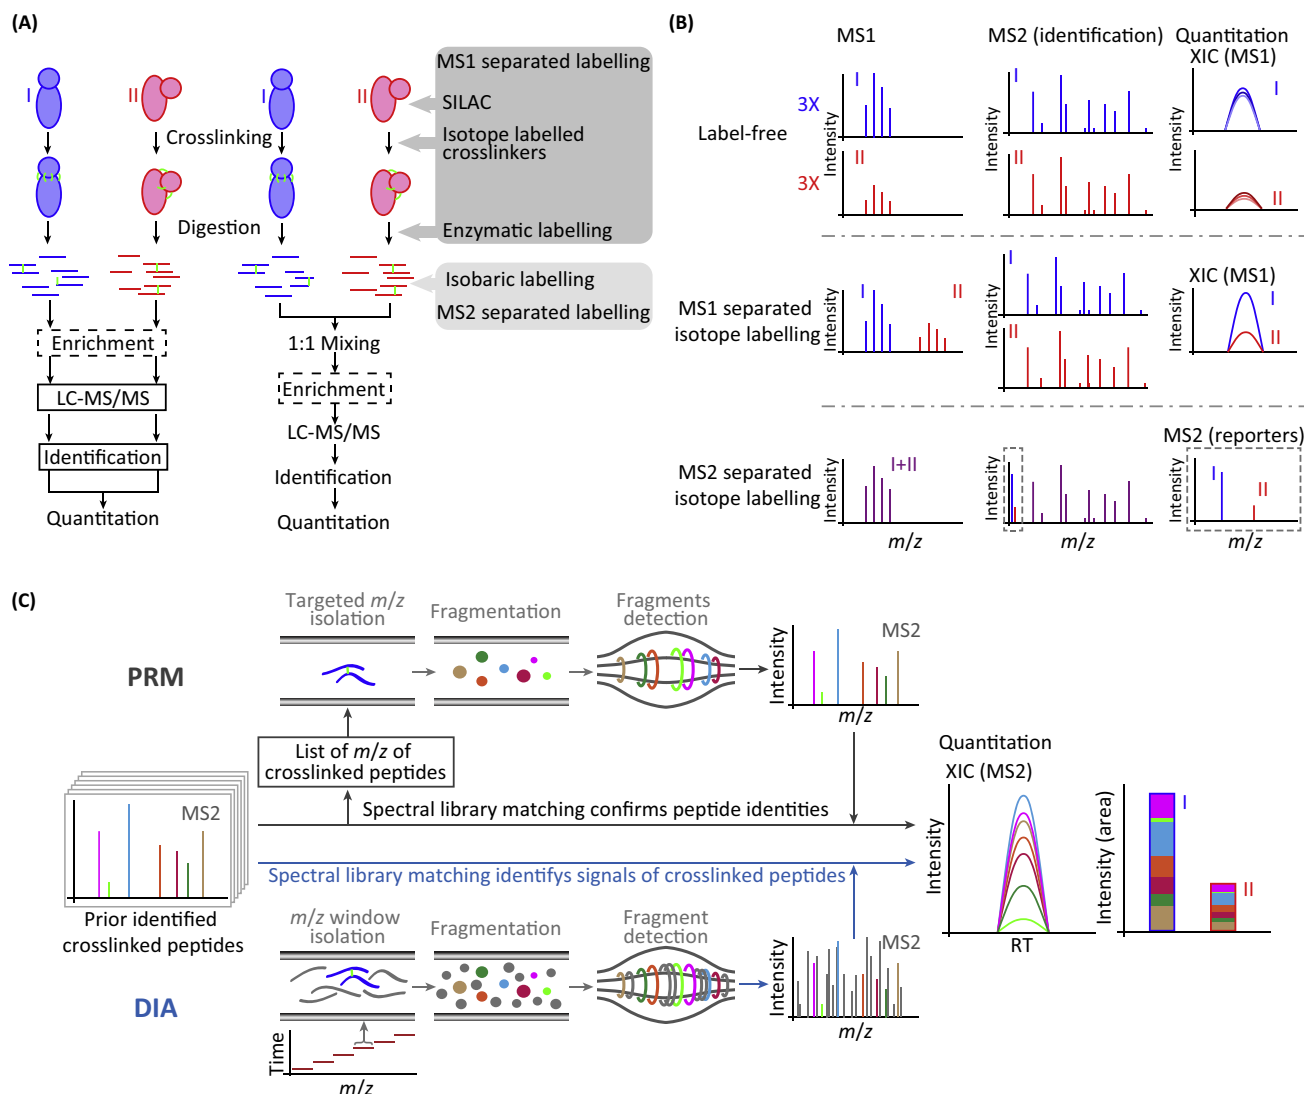 (A)
I
II
I
II
Crosslinking
Digestion
MS1 separated labelling
SILAC
Isotope labelled
crosslinkers
Enzymatic labelling
Isobaric labelling
MS2 separated labelling
Enrichment
LC-MS/MS
Identification
Quantitation
1:1 Mixing
Enrichment
LC-MS/MS
Identification
Quantitation
(B)
MS1
MS2 (identification)
Quantitation
XIC (MS1)
Label-free
3X
3X
Intensity
I
II
Intensity
I
II
Intensity
I
II
MS1 separated
isotope labelling
Intensity
I
II
Intensity
I
Intensity
II
XIC (MS1)
Intensity
I
II
MS2 separated
isotope labelling
Intensity
I+II
m/z
Intensity
m/z
MS2 (reporters)
Intensity
I
II
m/z
(C)
PRM
Targeted m/z
isolation
Fragmentation
Fragments
detection
Intensity
MS2
m/z
List of m/z of
crosslinked peptides
MS2
Prior identified
crosslinked peptides
Spectral library matching confirms peptide identities
Spectral library matching identifys signals of crosslinked peptides
Quantitation
XIC (MS2)
Intensity
RT
Intensity (area)
I
II
DIA
m/z window
isolation
Fragmentation
Fragment
detection
Intensity
MS2
m/z
Time
m/z